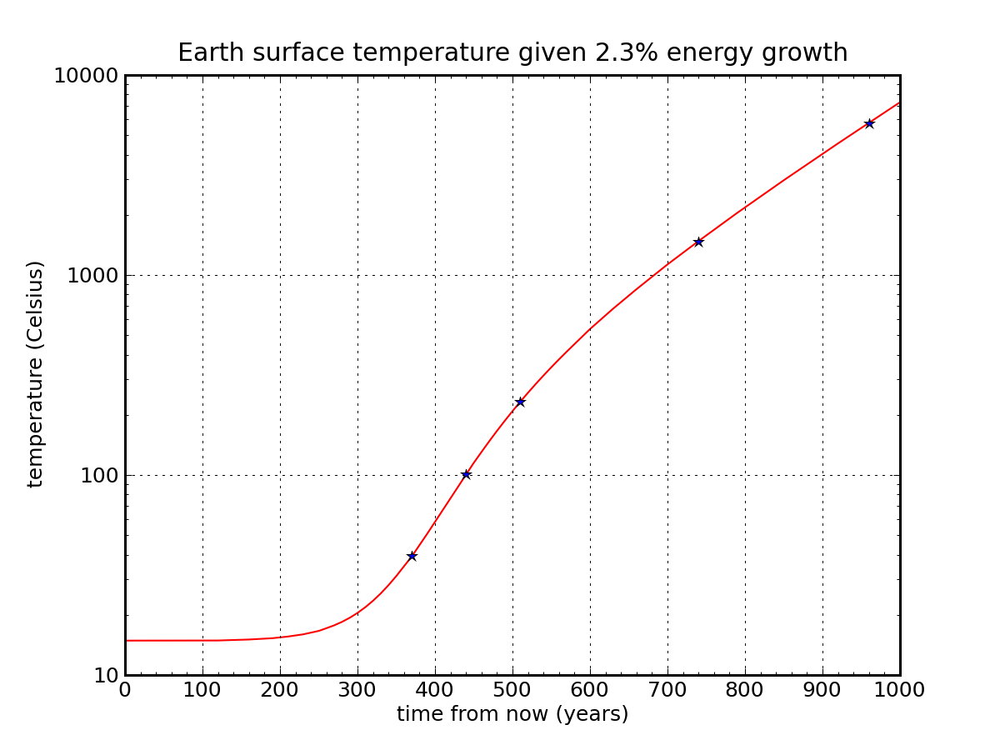 Earth surface temperature given 2.3% energy growth
10000
1000
100
10
temperature (Celsius)
0 100 200 300 400 500 600 700 800 900 1000
time from now (years)